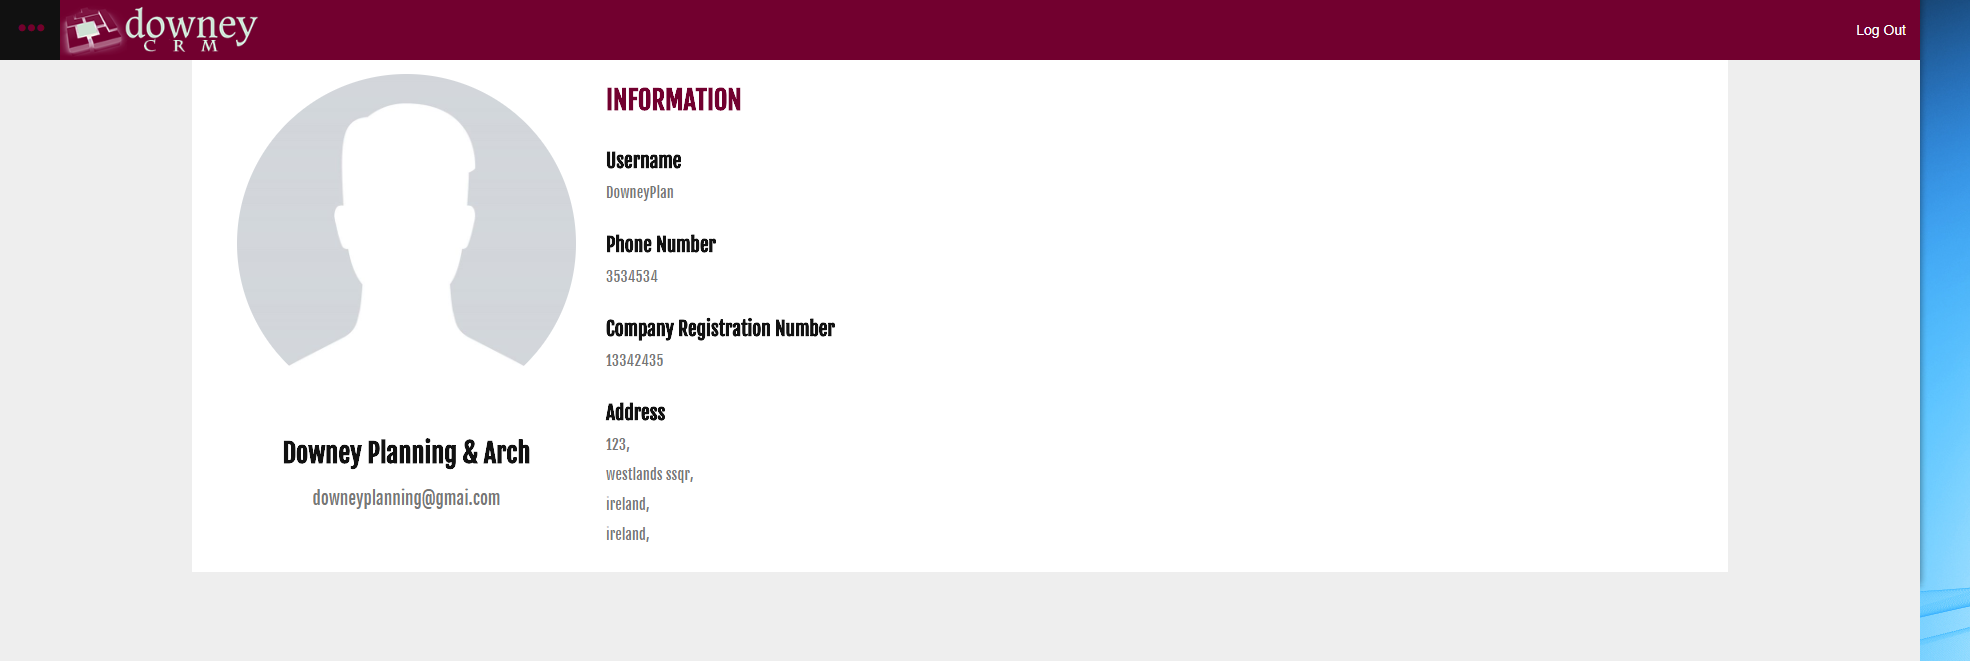 downey
CRM
Log Out
INFORMATION
Username
DowneyPlan
Phone Number
3534534
Company Registration Number
13342435
Address
123,
westlands ssqr,
ireland,
ireland,
Downey Planning & Arch
downeyplanning@gmai.com